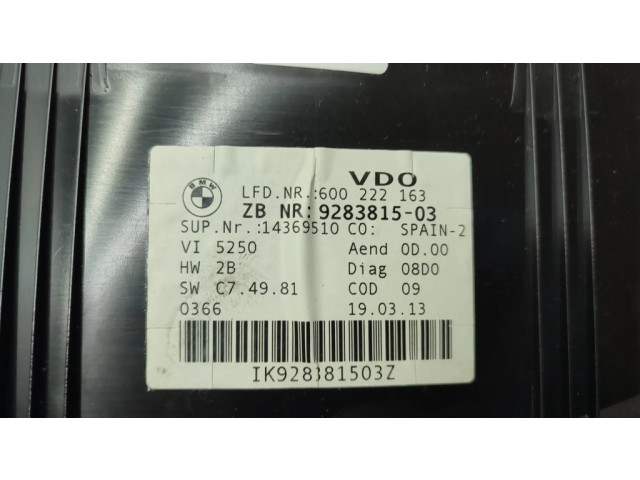 BMW
VDO
LFD.NR.:600 222 163
ZB NR:9283815-03
SUP.Nr.:14369510 CO: SPAIN-2
VI 5250 Aend 0D.00
HW 2B Diag 08D0
SW C7.49.81 COD 09
0366 19.03.13
IK928381503Z